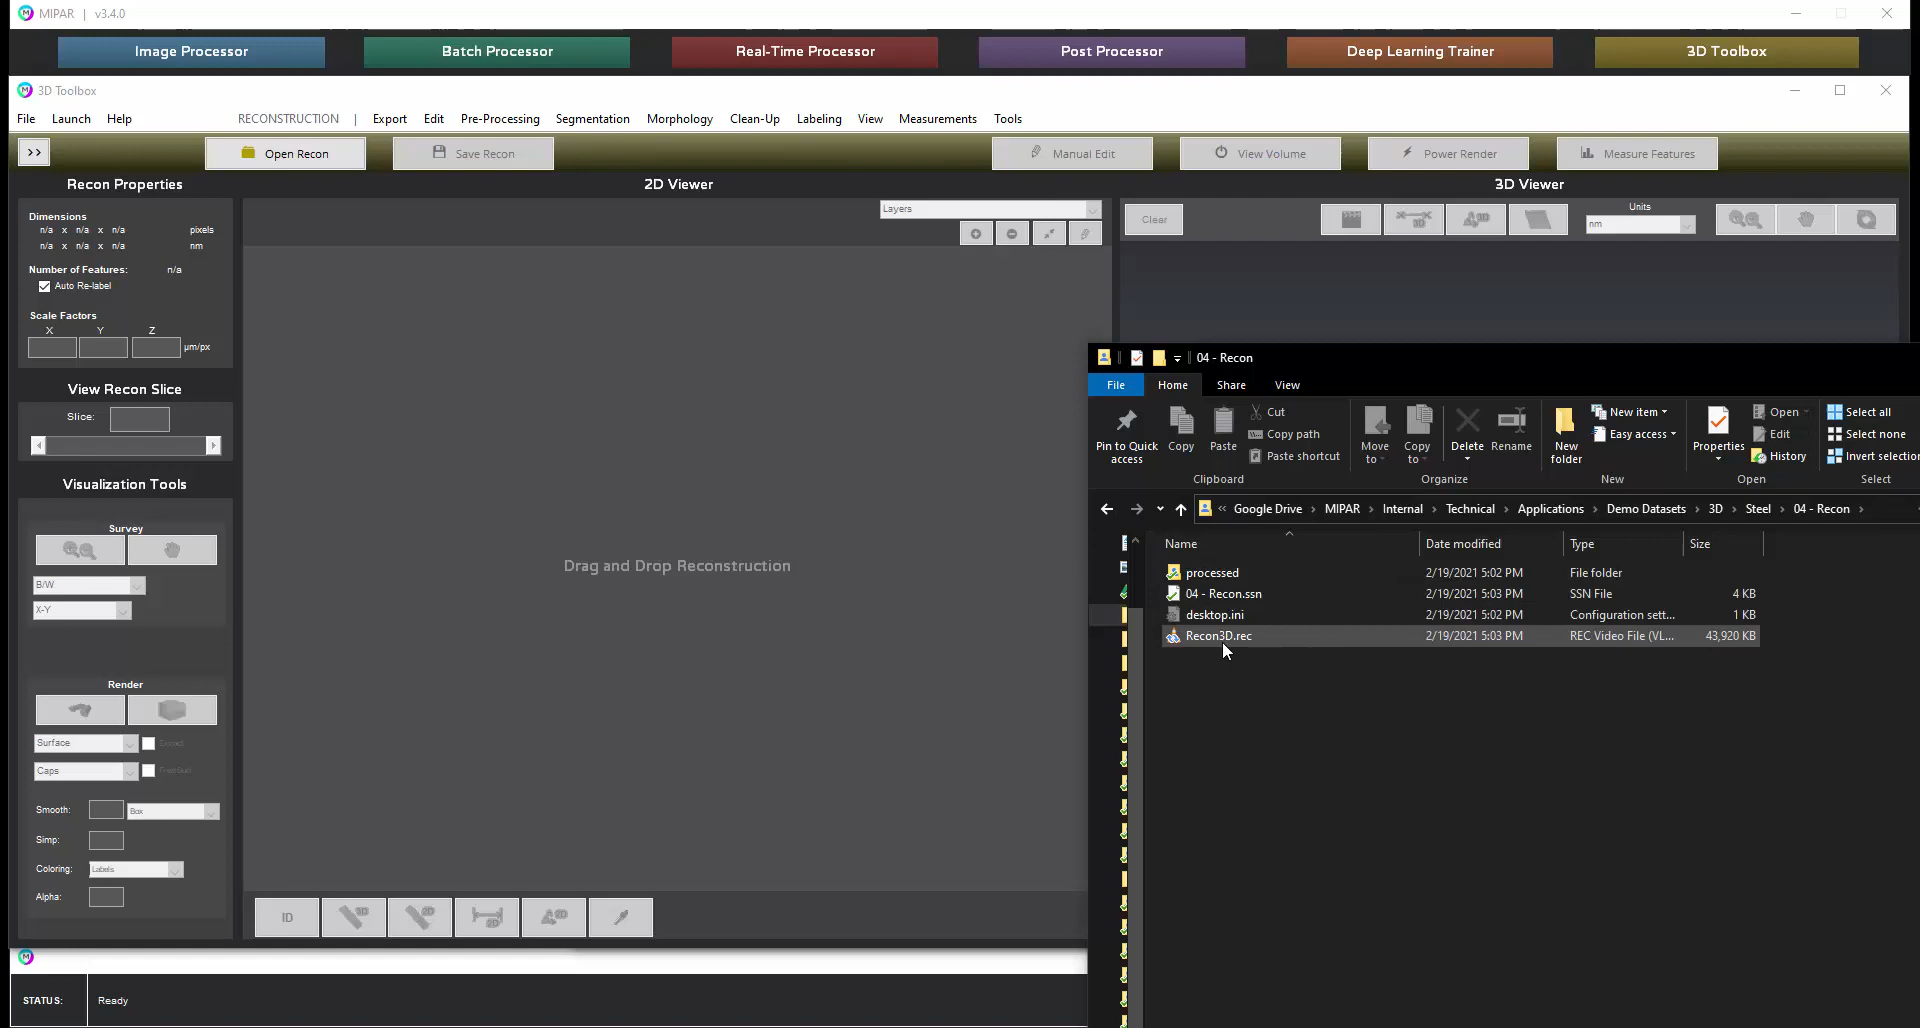 MIPAR | v3.4.0
Image Processor Batch Processor Real-Time Processor Post Processor Deep Learning Trainer 3D Toolbox
3D Toolbox
File Launch Help RECONSTRUCTION | Export Edit Pre-Processing Segmentation Morphology Clean-Up Labeling View Measurements Tools
>> Open Recon Save Recon Manual Edit View Volume Power Render Measure Features
Recon Properties 2D Viewer 3D Viewer
Layers
Clear
Units
nm
Dimensions
n/a x n/a x n/a pixels
n/a x n/a x n/a nm
Number of Features: n/a
Auto Re-label
Scale Factors
X Y Z
µm/px
View Recon Slice
Slice:
Visualization Tools
Survey
B/W
X-Y
Render
Surface
Caps
Smooth: Box
Simp:
Coloring: Labels
Alpha:
Drag and Drop Reconstruction
ID 3D 2D 2D 2D
STATUS: Ready
04 - Recon
File Home Share View
Pin to Quick access
Copy
Paste
Cut
Copy path
Paste shortcut
Clipboard
Move to
Copy to
Delete
Rename
Organize
New folder
New item
Easy access
New
Properties
Open
Edit
History
Open
Select all
Select none
Invert selection
Select
« Google Drive > MIPAR > Internal > Technical > Applications > Demo Datasets > 3D > Steel > 04 - Recon >
Name Date modified Type Size
processed 2/19/2021 5:02 PM File folder
04 - Recon.ssn 2/19/2021 5:03 PM SSN File 4 KB
desktop.ini 2/19/2021 5:02 PM Configuration sett... 1 KB
Recon3D.rec 2/19/2021 5:03 PM REC Video File (VL... 43,920 KB